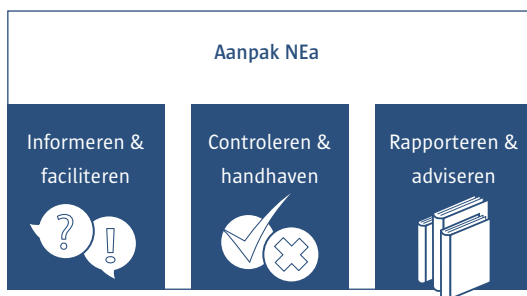 Aanpak NEa
Informeren &
faciliteren
Controleren &
handhaven
Rapporteren &
adviseren
?
!